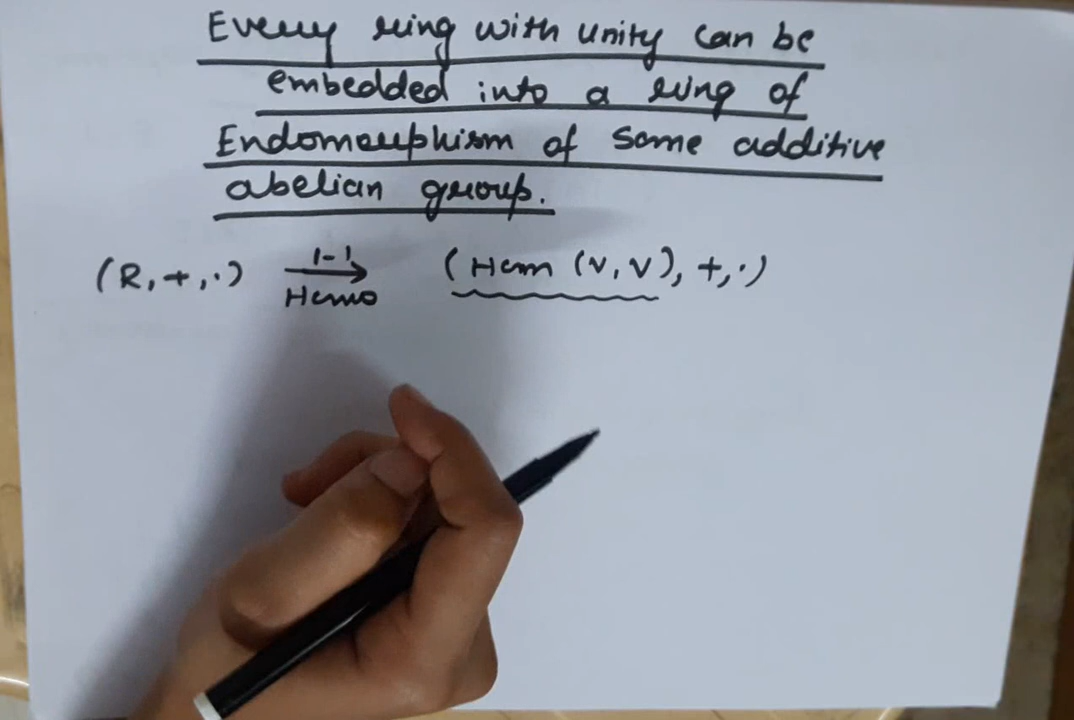 Every ring with unity can be
embedded into a ring of
Endomorphism of some additive
abelian group.
(R, +, ·) 1-1 → Homo (Hom (V, V), +, ·)